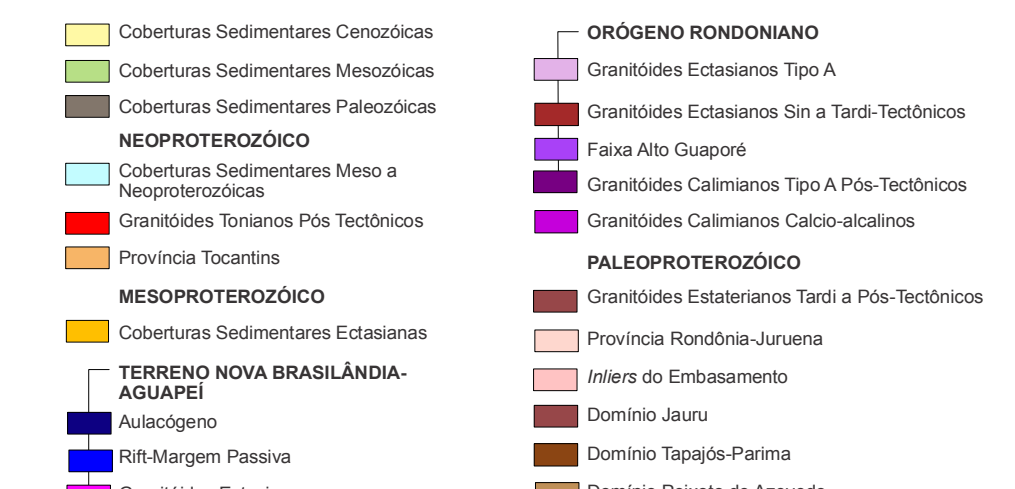 Coberturas Sedimentares Cenozóicas
Coberturas Sedimentares Mesozóicas
Coberturas Sedimentares Paleozóicas
NEOPROTEROZÓICO
Coberturas Sedimentares Meso a
Neoproterozóicas
Granitóides Tonianos Pós Tectônicos
Província Tocantins
MESOPROTEROZÓICO
Coberturas Sedimentares Ectasianas
TERRENO NOVA BRASILÂNDIA-
AGUAPEÍ
Aulacógeno
Rift-Margem Passiva
ORÓGENO RONDONIANO
Granitóides Ectasianos Tipo A
Granitóides Ectasianos Sin a Tardi-Tectônicos
Faixa Alto Guaporé
Granitóides Calimianos Tipo A Pós-Tectônicos
Granitóides Calimianos Calcio-alcalinos
PALEOPROTEROZÓICO
Granitóides Estaterianos Tardi a Pós-Tectônicos
Província Rondônia-Juruena
Inliers do Embasamento
Domínio Jauru
Domínio Tapajós-Parima